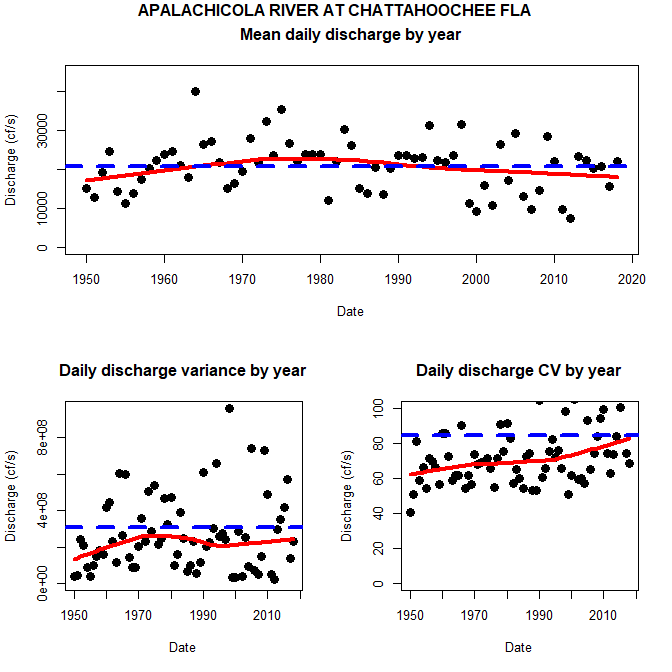 APALACHICOLA RIVER AT CHATTAHOOCHEE FLA
Mean daily discharge by year
Discharge (cf/s)
0 10000 30000
1950 1960 1970 1980 1990 2000 2010 2020
Date
Daily discharge variance by year
Discharge (cf/s)
0e+00 4e+08 8e+08
1950 1970 1990 2010
Date
Daily discharge CV by year
Discharge (cf/s)
0 20 40 60 80 100
1950 1970 1990 2010
Date